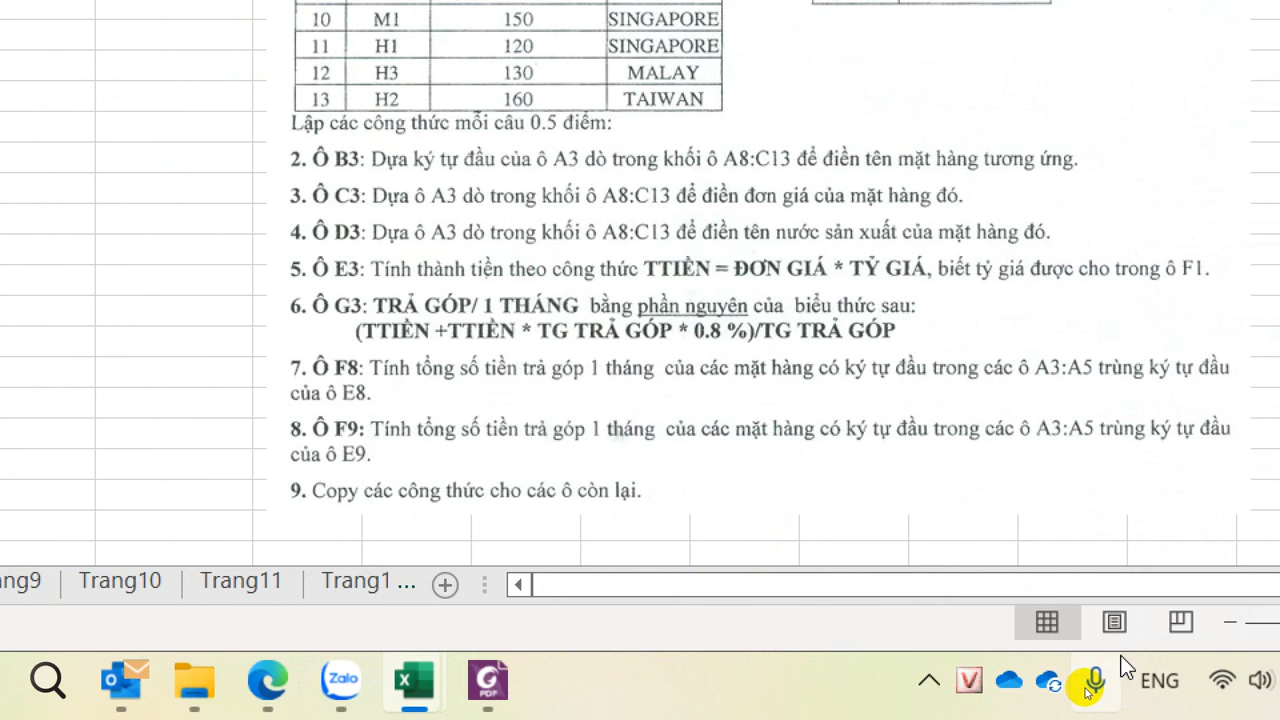 10 M1 150 SINGAPORE
11 H1 120 SINGAPORE
12 H3 130 MALAY
13 H2 160 TAIWAN
Lập các công thức mỗi câu 0.5 điểm:
2. Ô B3: Dựa ký tự đầu của ô A3 dò trong khối ô A8:C13 để điền tên mặt hàng tương ứng.
3. Ô C3: Dựa ô A3 dò trong khối ô A8:C13 để điền đơn giá của mặt hàng đó.
4. Ô D3: Dựa ô A3 dò trong khối ô A8:C13 để điền tên nước sản xuất của mặt hàng đó.
5. Ô E3: Tính thành tiền theo công thức TTIỀN = ĐƠN GIÁ * TỶ GIÁ, biết tỷ giá được cho trong ô F1.
6. Ô G3: TRẢ GÓP/ 1 THÁNG bằng phần nguyên của biểu thức sau:
(TTIỀN +TTIỀN * TG TRẢ GÓP * 0.8 %)/TG TRẢ GÓP
7. Ô F8: Tính tổng số tiền trả góp 1 tháng của các mặt hàng có ký tự đầu trong các ô A3:A5 trùng ký tự đầu
của ô E8.
8. Ô F9: Tính tổng số tiền trả góp 1 tháng của các mặt hàng có ký tự đầu trong các ô A3:A5 trùng ký tự đầu
của ô E9.
9. Copy các công thức cho các ô còn lại.
ang9 Trang10 Trang11 Trang1 ...
Zalo PDF ENG